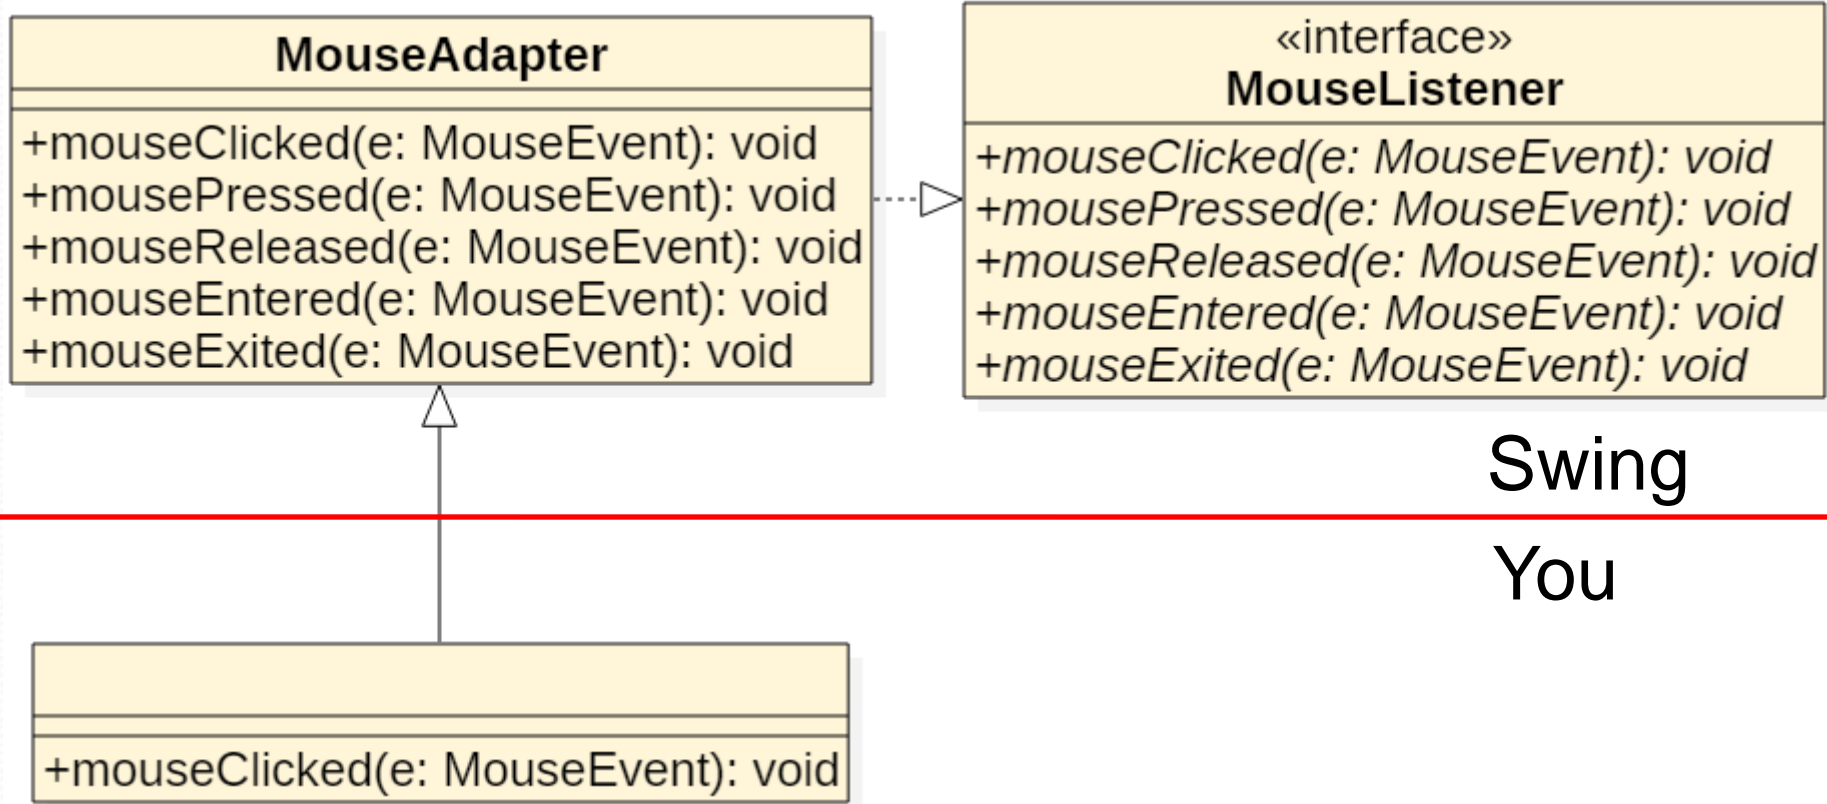 MouseAdapter
+mouseClicked(e: MouseEvent): void
+mousePressed(e: MouseEvent): void
+mouseReleased(e: MouseEvent): void
+mouseEntered(e: MouseEvent): void
+mouseExited(e: MouseEvent): void
«interface»
MouseListener
+mouseClicked(e: MouseEvent): void
+mousePressed(e: MouseEvent): void
+mouseReleased(e: MouseEvent): void
+mouseEntered(e: MouseEvent): void
+mouseExited(e: MouseEvent): void
Swing
You
+mouseClicked(e: MouseEvent): void